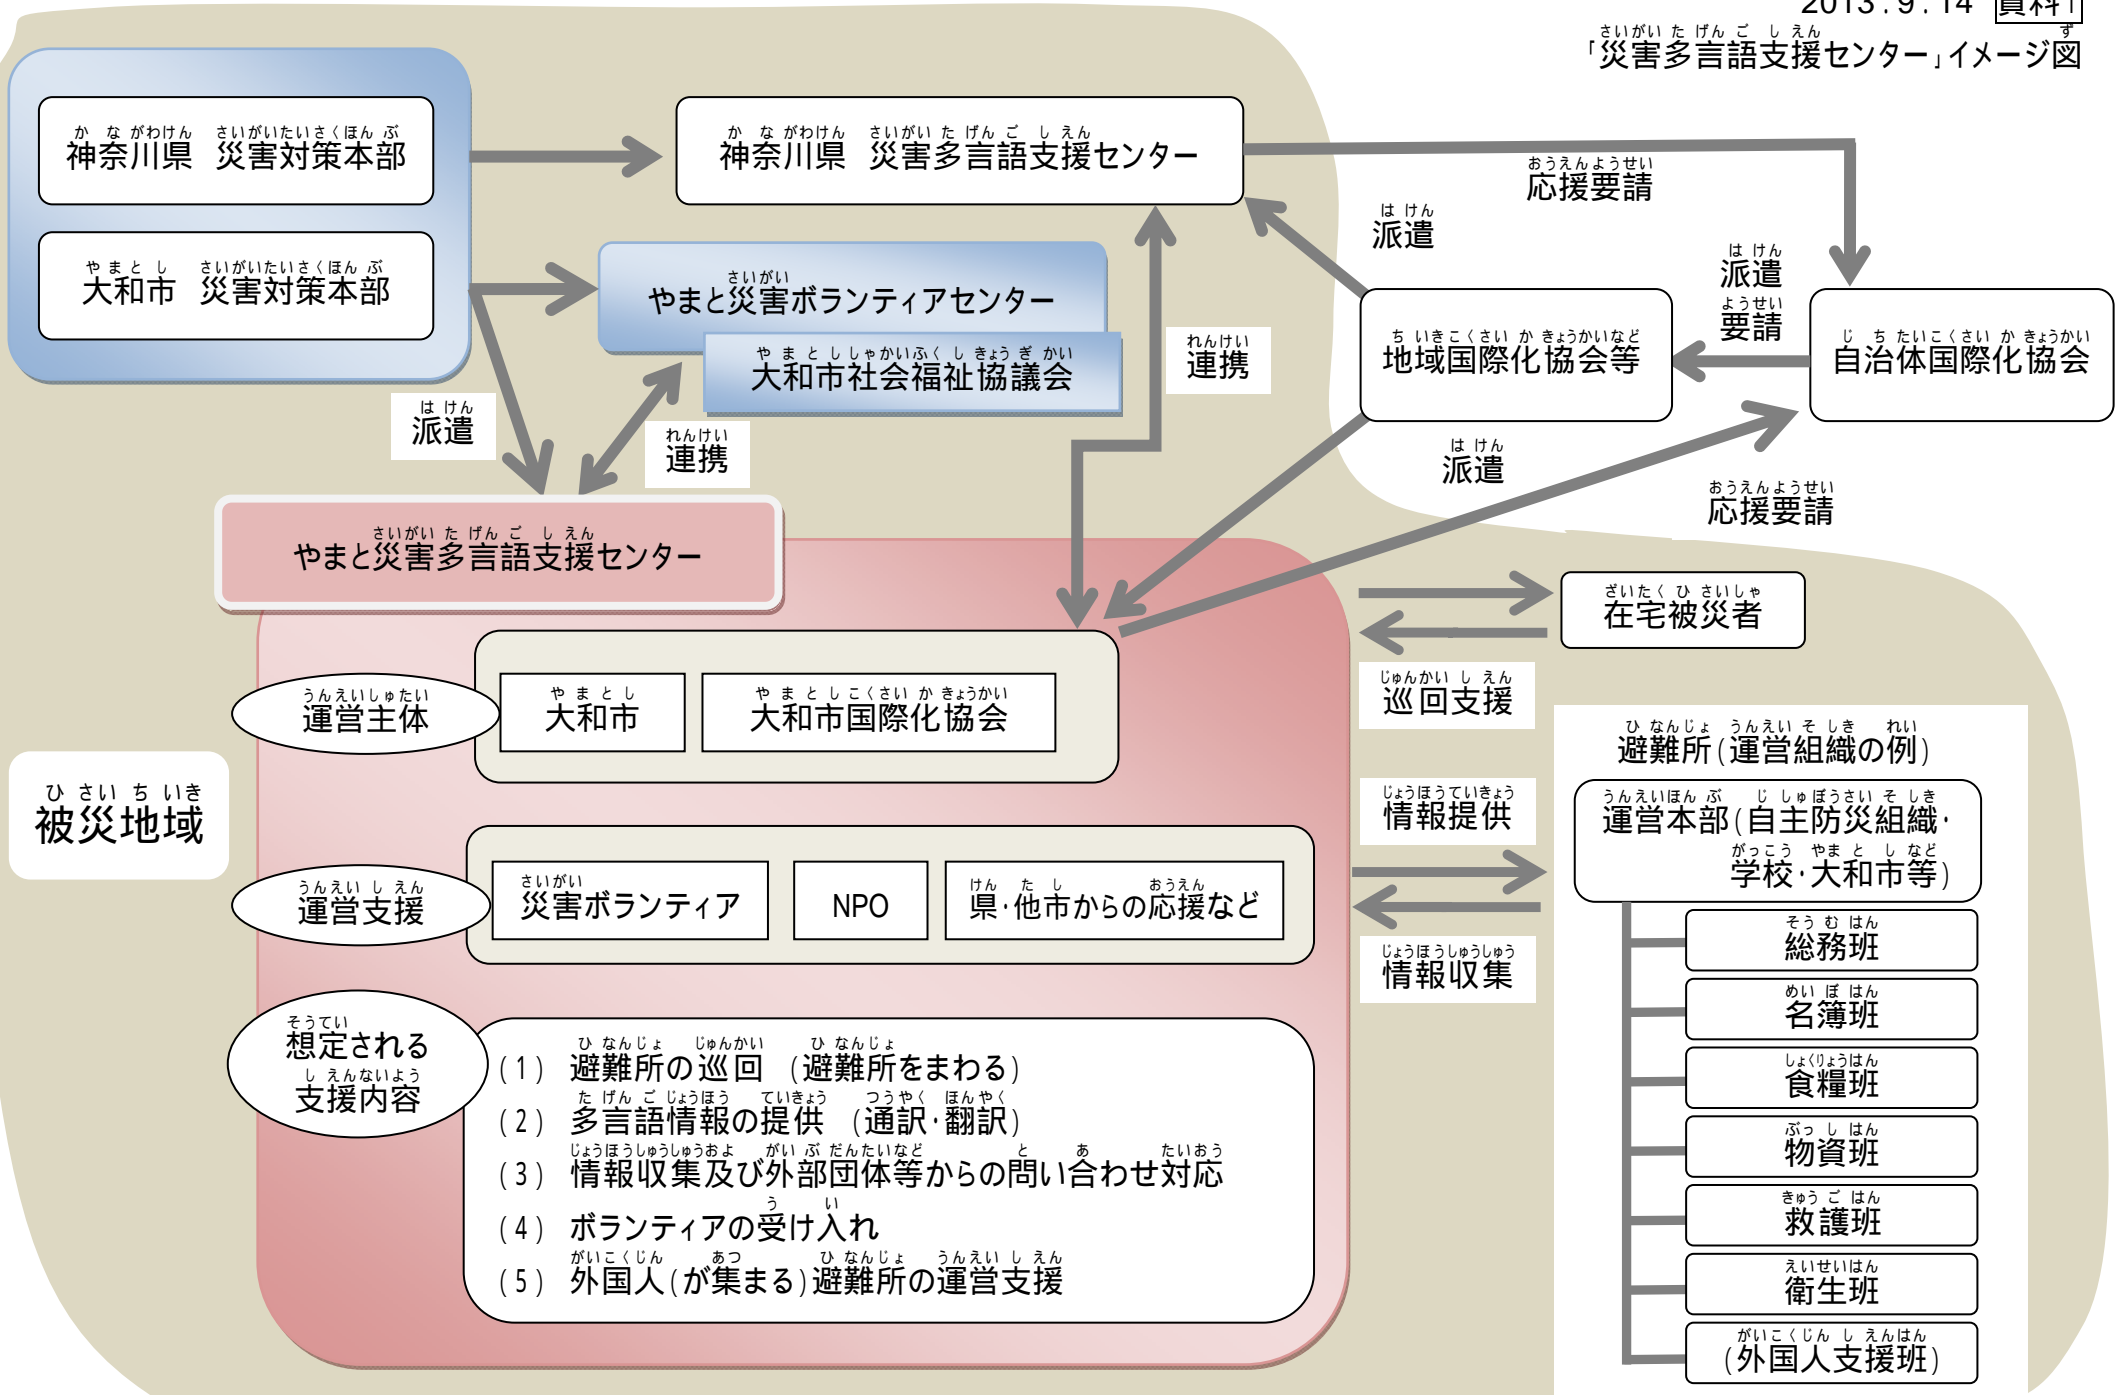 2013．9．14 資料1
「災害多言語支援センター」イメージ図
神奈川県 災害対策本部
大和市 災害対策本部
神奈川県 災害多言語支援センター
やまと災害ボランティアセンター
大和市社会福祉協議会
応援要請
派遣
派遣
要請
地域国際化協会等
自治体国際化協会
連携
派遣
連携
派遣
応援要請
やまと災害多言語支援センター
在宅被災者
巡回支援
運営主体
大和市
大和市国際化協会
被災地域
情報提供
情報収集
運営支援
災害ボランティア
NPO
県・他市からの応援など
想定される
支援内容
(1) 避難所の巡回 (避難所をまわる)
(2) 多言語情報の提供 (通訳・翻訳)
(3) 情報収集及び外部団体等からの問い合わせ対応
(4) ボランティアの受け入れ
(5) 外国人(が集まる)避難所の運営支援
避難所(運営組織の例)
運営本部(自主防災組織・
学校・大和市等)
総務班
名簿班
食糧班
物資班
救護班
衛生班
(外国人支援班)